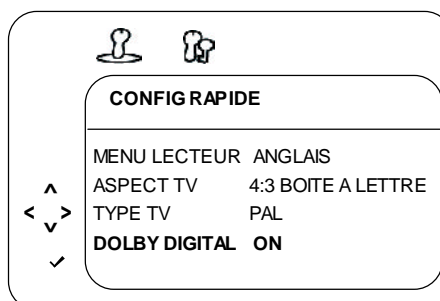 CONFIG RAPIDE
MENU LECTEUR ANGLAIS
ASPECT TV 4:3 BOITE A LETTRE
TYPE TV PAL
DOLBY DIGITAL ON